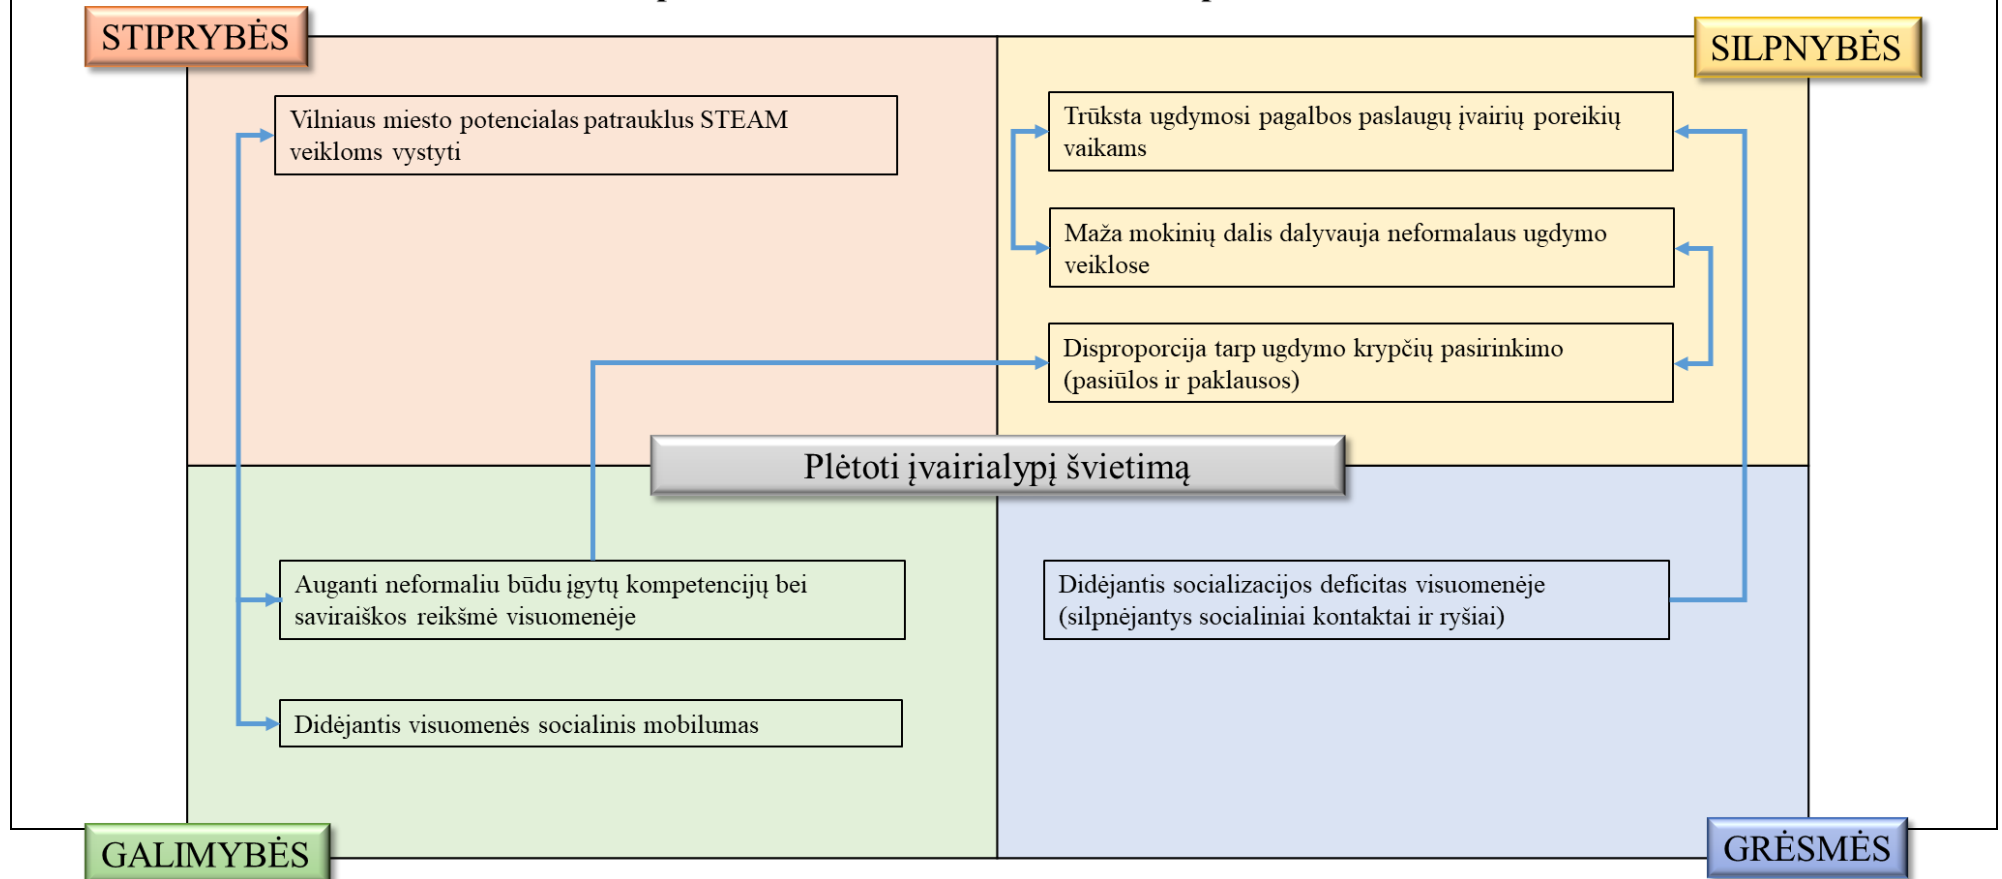 STIPRYBĖS
SILPNYBĖS
Vilniaus miesto potencialas patrauklus STEAM
veikloms vystyti
Trūksta ugdymosi pagalbos paslaugų įvairių poreikių
vaikams
Maža mokinių dalis dalyvauja neformalaus ugdymo
veiklose
Disproporcija tarp ugdymo krypčių pasirinkimo
(pasiūlos ir paklausos)
Plėtoti įvairialypį švietimą
Auganti neformaliu būdu įgytų kompetencijų bei
saviraiškos reikšmė visuomenėje
Didėjantis socializacijos deficitas visuomenėje
(silpnėjantys socialiniai kontaktai ir ryšiai)
Didėjantis visuomenės socialinis mobilumas
GALIMYBĖS
GRĖSMĖS